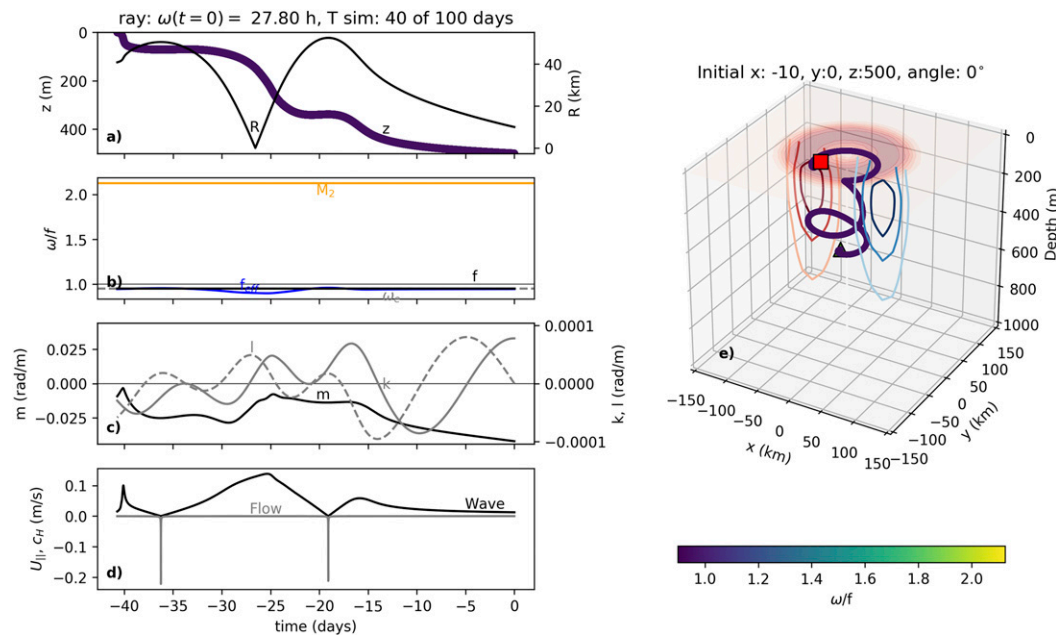 ray: ω(t=0) = 27.80 h, T sim: 40 of 100 days
0
200
400
z (m)
40
20
0
R (km)
R
z
a)
2.0
1.5
1.0
ω/f
M2
feff
f
ωe
b)
0.025
0.000
−0.025
m (rad/m)
0.0001
0.0000
−0.0001
k, l (rad/m)
l
k
m
c)
0.1
0.0
−0.1
−0.2
U||, cH (m/s)
Flow
Wave
d)
−40 −35 −30 −25 −20 −15 −10 −5 0
time (days)
Initial x: -10, y:0, z:500, angle: 0°
0
200
400
600
800
1000
Depth (m)
e)
−150 −100 −50 0 50 100 150
x (km)
−150 −100 −50 0 50 100 150
y (km)
1.0 1.2 1.4 1.6 1.8 2.0
ω/f